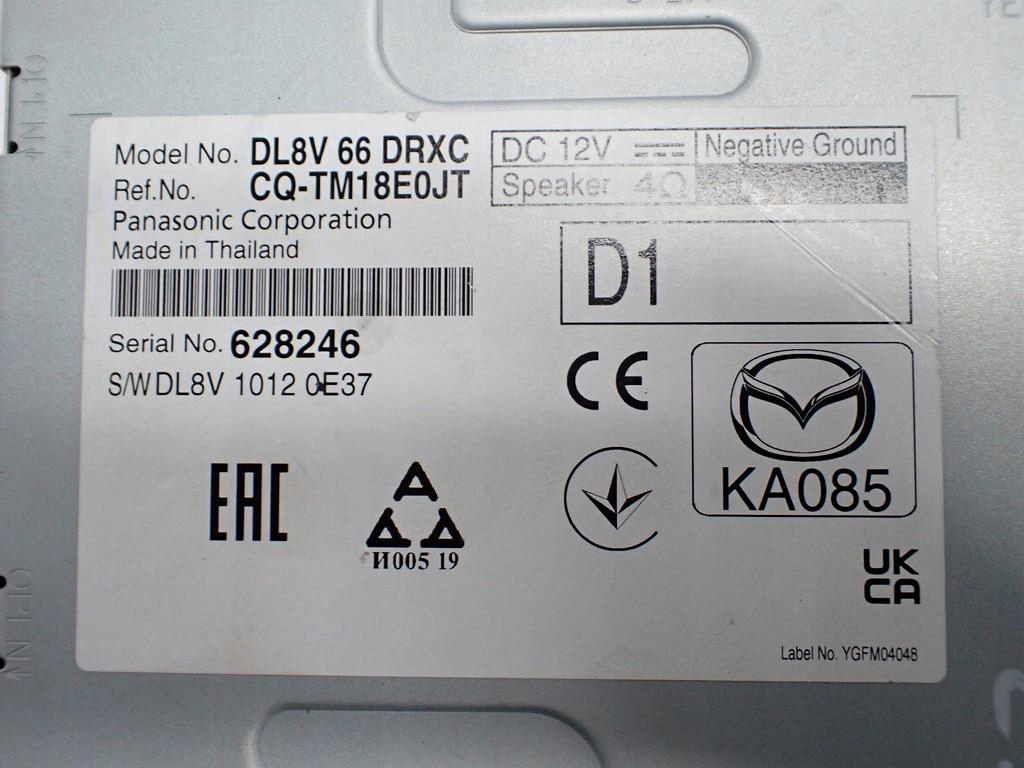 Model No. DL8V 66 DRXC
Ref.No. CQ-TM18E0JT
Panasonic Corporation
Made in Thailand
Serial No. 628246
S/W DL8V 1012 0E37
DC 12V
Negative Ground
Speaker 4Ω
D1
CE
KA085
EAC
И005 19
UK
CA
Label No. YGFM04048